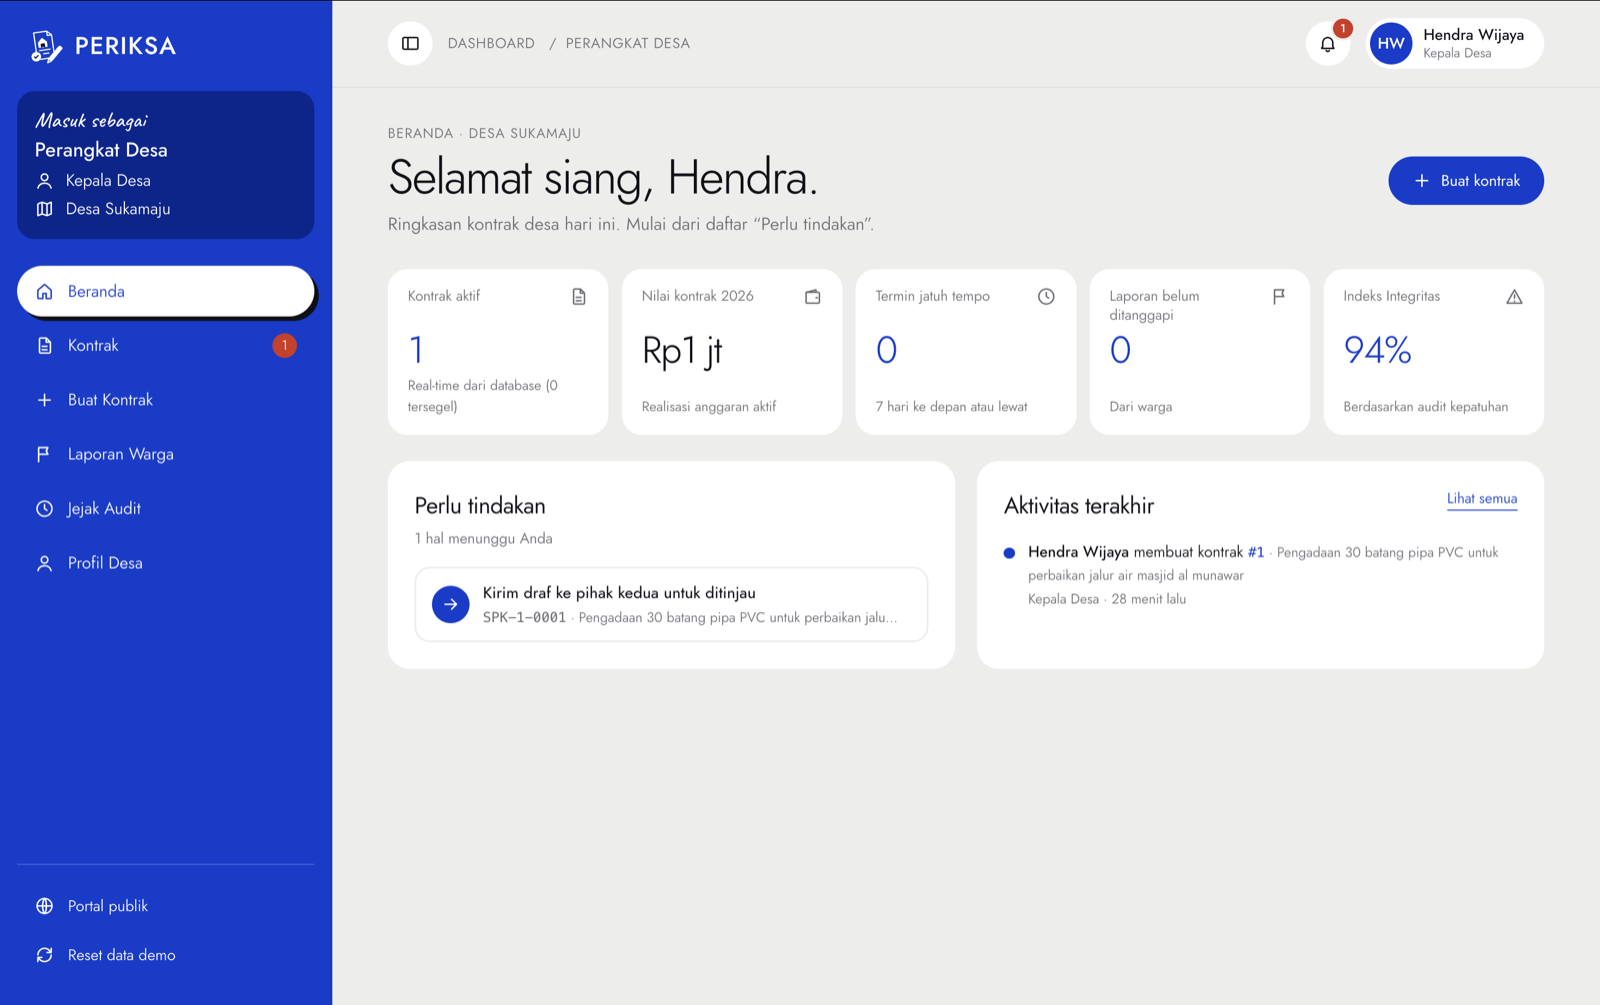 PERIKSA
Masuk sebagai
Perangkat Desa
Kepala Desa
Desa Sukamaju
Beranda
Kontrak
1
Buat Kontrak
Laporan Warga
Jejak Audit
Profil Desa
Portal publik
Reset data demo
DASHBOARD / PERANGKAT DESA
1
HW
Hendra Wijaya
Kepala Desa
BERANDA · DESA SUKAMAJU
Selamat siang, Hendra.
Ringkasan kontrak desa hari ini. Mulai dari daftar “Perlu tindakan”.
Buat kontrak
Kontrak aktif
1
Real-time dari database (0
tersegel)
Nilai kontrak 2026
Rp1 jt
Realisasi anggaran aktif
Termin jatuh tempo
0
7 hari ke depan atau lewat
Laporan belum
ditanggapi
0
Dari warga
Indeks Integritas
94%
Berdasarkan audit kepatuhan
Perlu tindakan
1 hal menunggu Anda
Kirim draf ke pihak kedua untuk ditinjau
SPK-1-0001 · Pengadaan 30 batang pipa PVC untuk perbaikan jalu...
Aktivitas terakhir
Lihat semua
Hendra Wijaya membuat kontrak #1 · Pengadaan 30 batang pipa PVC untuk
perbaikan jalur air masjid al munawar
Kepala Desa · 28 menit lalu